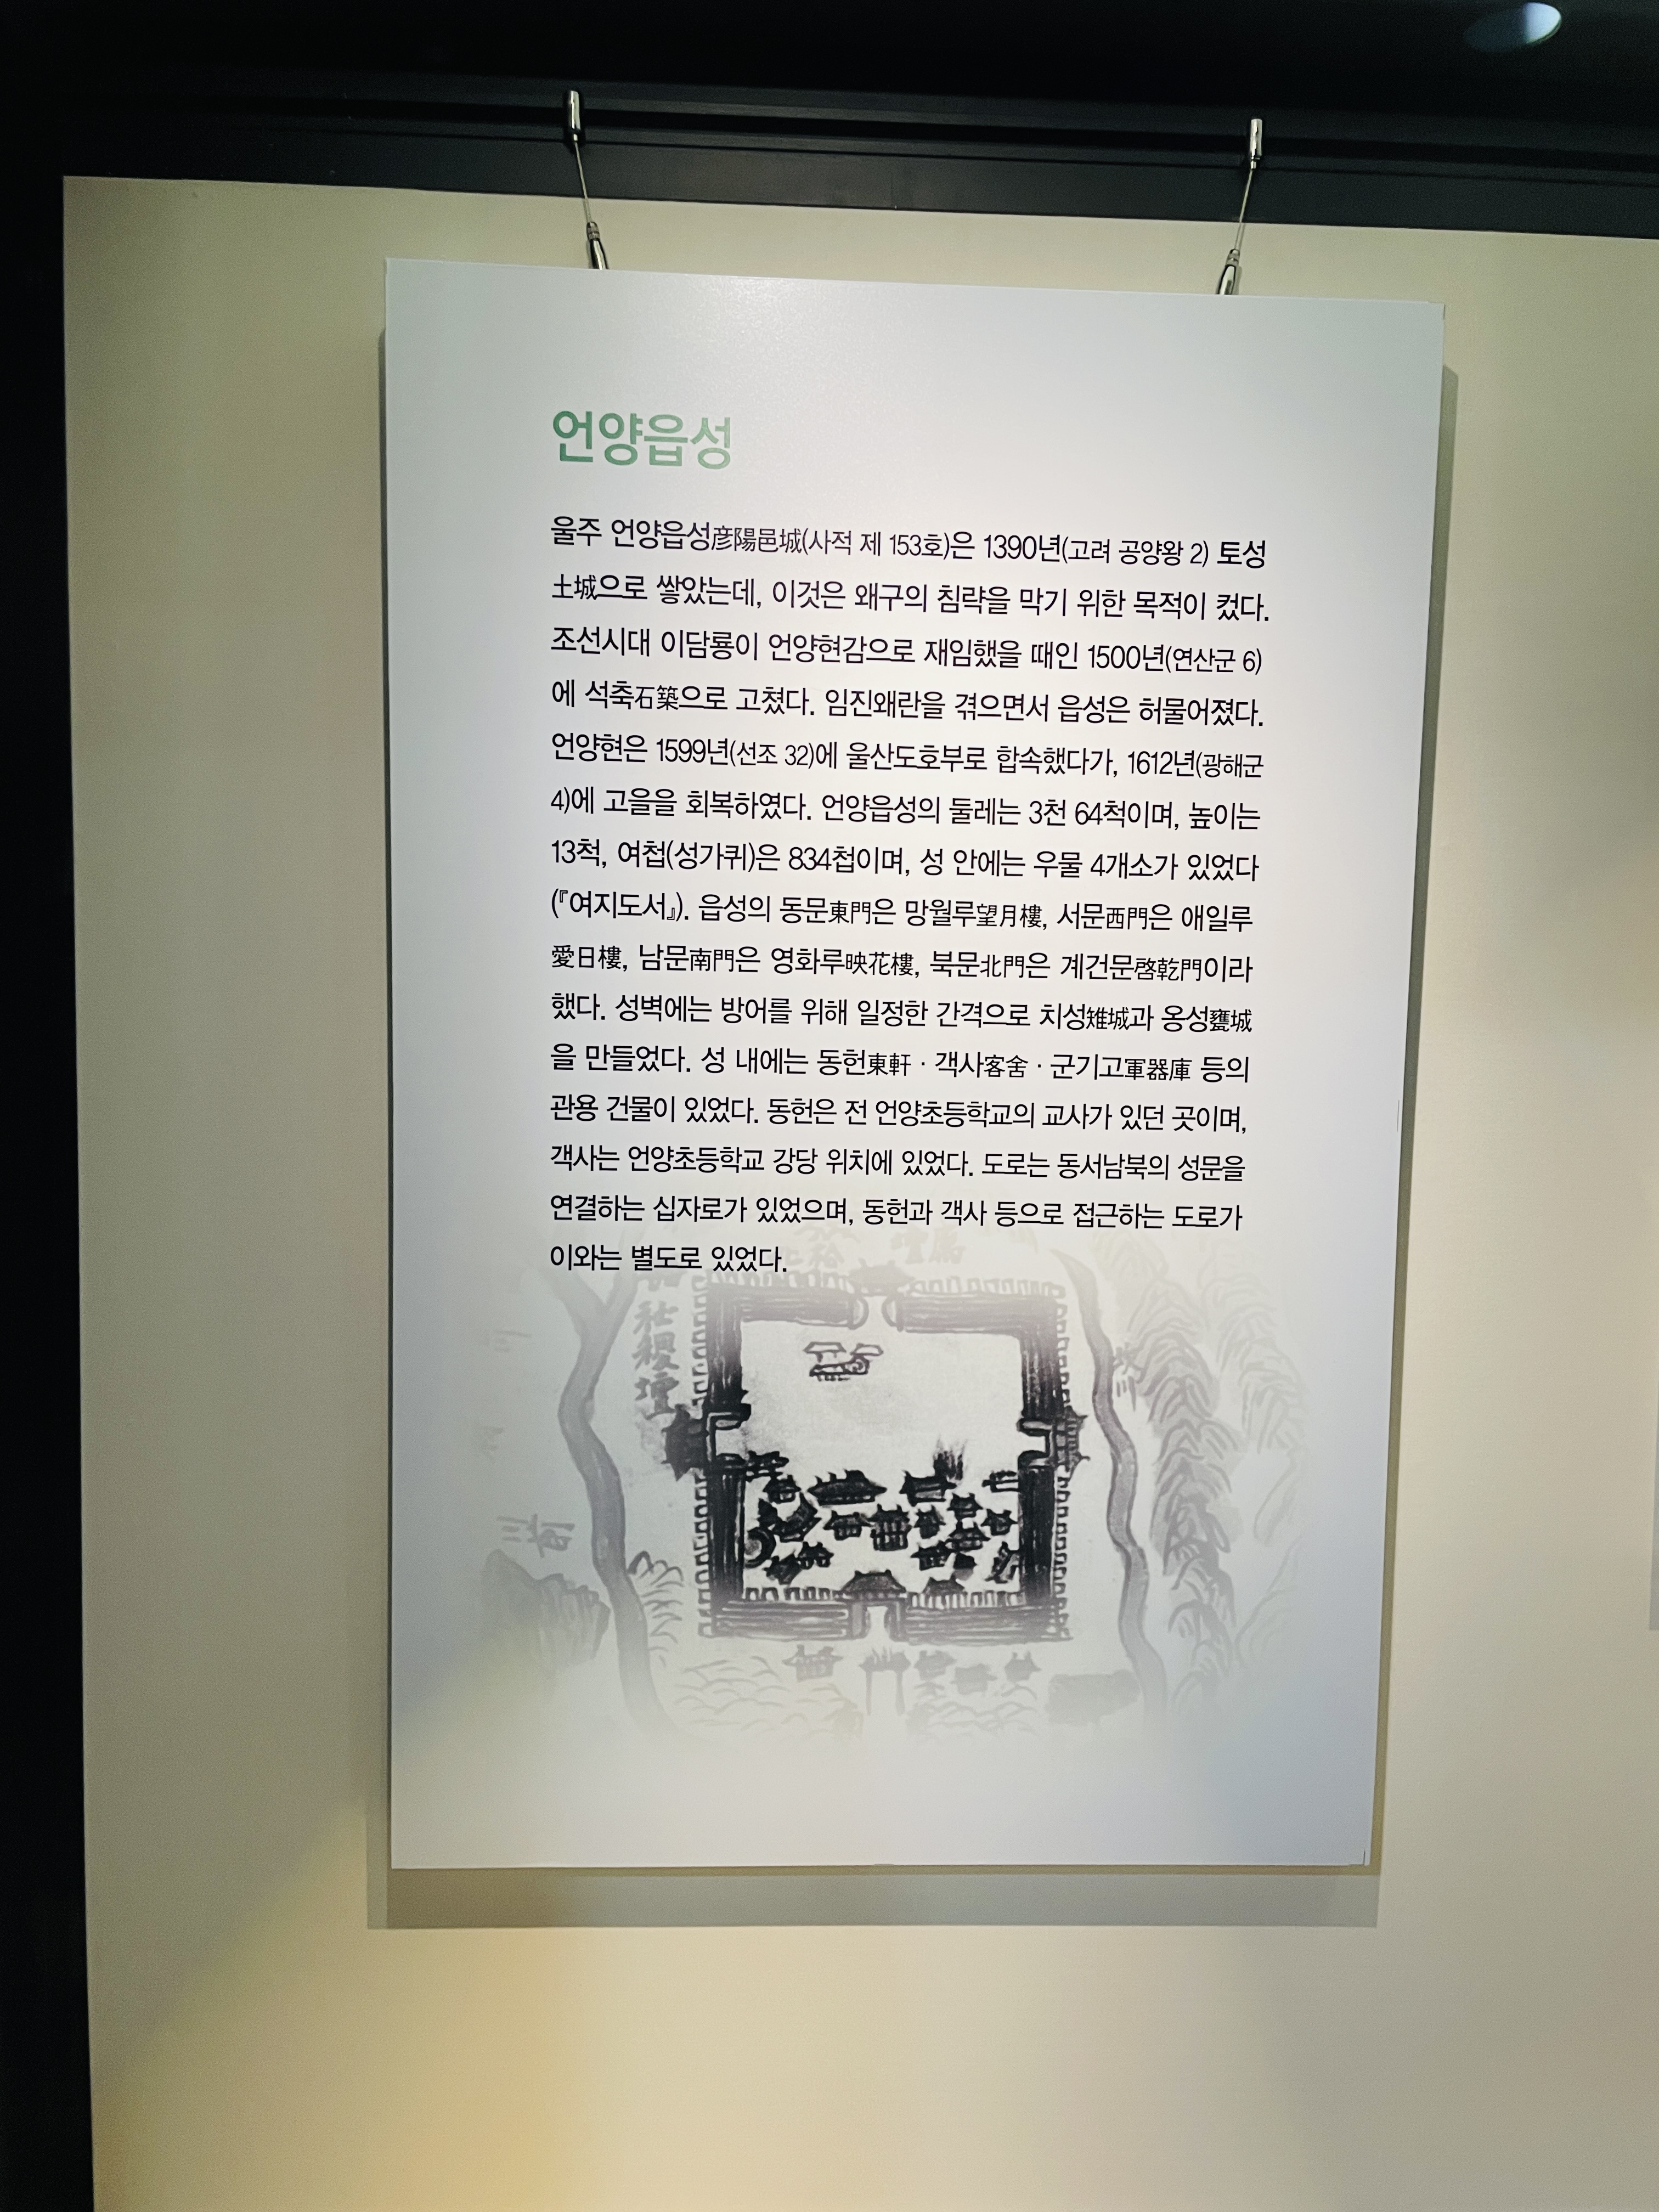 언양읍성
울주 언양읍성彦陽邑城(사적 제 153호)은 1390년(고려 공양왕 2) 토성
土城으로 쌓았는데, 이것은 왜구의 침략을 막기 위한 목적이 컸다.
조선시대 이담룡이 언양현감으로 재임했을 때인 1500년(연산군 6)
에 석축石築으로 고쳤다. 임진왜란을 겪으면서 읍성은 허물어졌다.
언양현은 1599년(선조 32)에 울산도호부로 합속했다가, 1612년(광해군
4)에 고을을 회복하였다. 언양읍성의 둘레는 3천 64척이며, 높이는
13척, 여첩(성가퀴)은 834첩이며, 성 안에는 우물 4개소가 있었다
(『여지도서』). 읍성의 동문東門은 망월루望月樓, 서문西門은 애일루
愛日樓, 남문南門은 영화루映花樓, 북문北門은 계건문啓乾門이라
했다. 성벽에는 방어를 위해 일정한 간격으로 치성雉城과 옹성甕城
을 만들었다. 성 내에는 동헌東軒 · 객사客舍 · 군기고軍器庫 등의
관용 건물이 있었다. 동헌은 전 언양초등학교의 교사가 있던 곳이며,
객사는 언양초등학교 강당 위치에 있었다. 도로는 동서남북의 성문을
연결하는 십자로가 있었으며, 동헌과 객사 등으로 접근하는 도로가
이와는 별도로 있었다.
社稷壇